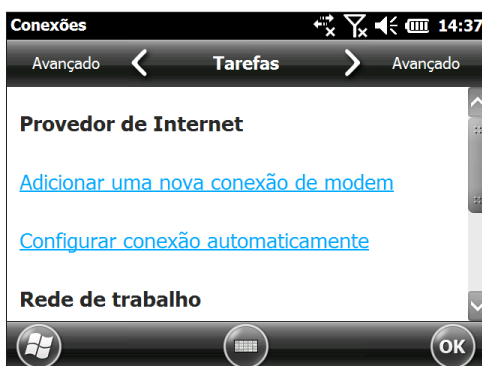 Conexões 14:37
Avançado Tarefas Avançado
Provedor de Internet
Adicionar uma nova conexão de modem
Configurar conexão automaticamente
Rede de trabalho
OK